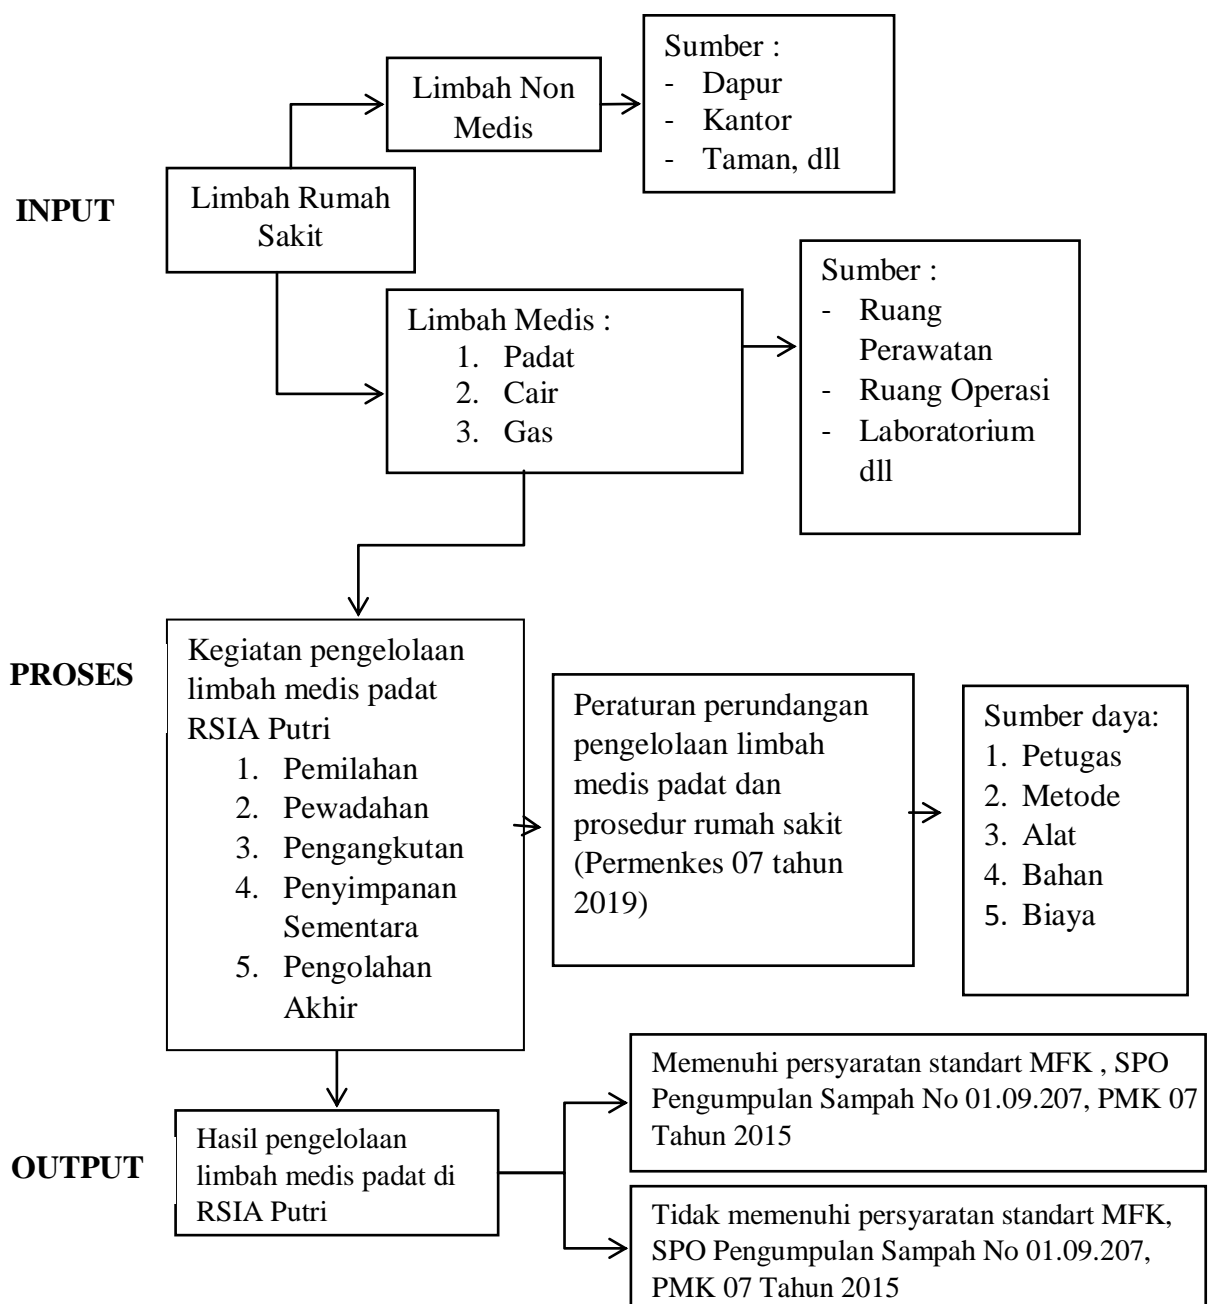 Sumber :
- Dapur
- Kantor
- Taman, dll
Limbah Non
Medis
INPUT
Limbah Rumah
Sakit
Limbah Medis :
1. Padat
2. Cair
3. Gas
Sumber :
- Ruang
Perawatan
- Ruang Operasi
- Laboratorium
dll
PROSES
Kegiatan pengelolaan
limbah medis padat
RSIA Putri
1. Pemilahan
2. Pewadahan
3. Pengangkutan
4. Penyimpanan
Sementara
5. Pengolahan
Akhir
Peraturan perundangan
pengelolaan limbah
medis padat dan
prosedur rumah sakit
(Permenkes 07 tahun
2019)
Sumber daya:
1. Petugas
2. Metode
3. Alat
4. Bahan
5. Biaya
OUTPUT
Hasil pengelolaan
limbah medis padat di
RSIA Putri
Memenuhi persyaratan standart MFK , SPO
Pengumpulan Sampah No 01.09.207, PMK 07
Tahun 2015
Tidak memenuhi persyaratan standart MFK,
SPO Pengumpulan Sampah No 01.09.207,
PMK 07 Tahun 2015